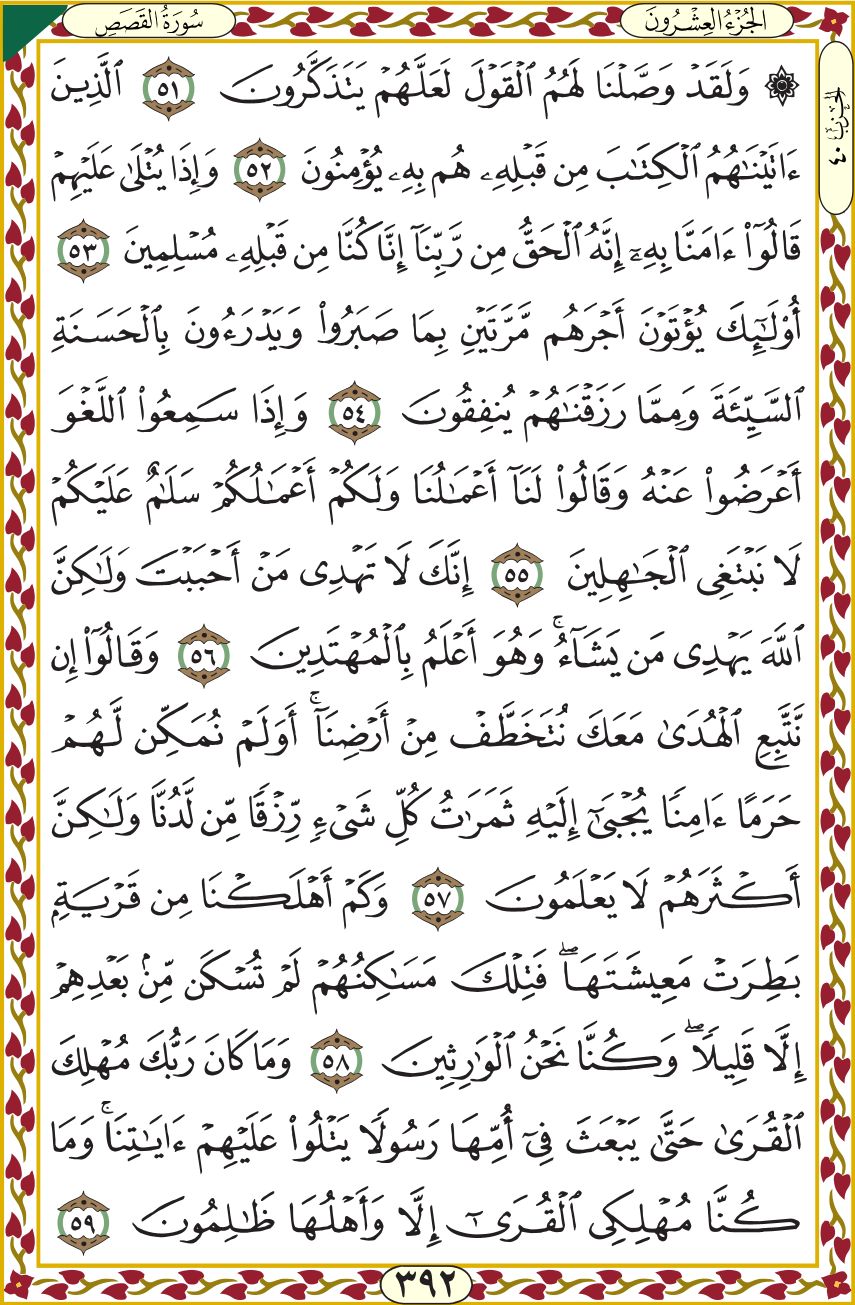 سُورَةُ القَصَصِ
الجُزْءُ العِشْرُونَ
الحِزْبُ ٤٠
۞ وَلَقَدْ وَصَّلْنَا لَهُمُ ٱلْقَوْلَ لَعَلَّهُمْ يَتَذَكَّرُونَ ٥١ ٱلَّذِينَ
ءَاتَيْنَٰهُمُ ٱلْكِتَٰبَ مِن قَبْلِهِۦ هُم بِهِۦ يُؤْمِنُونَ ٥٢ وَإِذَا يُتْلَىٰ عَلَيْهِمْ
قَالُوٓا۟ ءَامَنَّا بِهِۦٓ إِنَّهُ ٱلْحَقُّ مِن رَّبِّنَآ إِنَّا كُنَّا مِن قَبْلِهِۦ مُسْلِمِينَ ٥٣
أُو۟لَٰٓئِكَ يُؤْتَوْنَ أَجْرَهُم مَّرَّتَيْنِ بِمَا صَبَرُوا۟ وَيَدْرَءُونَ بِٱلْحَسَنَةِ
ٱلسَّيِّئَةَ وَمِمَّا رَزَقْنَٰهُمْ يُنفِقُونَ ٥٤ وَإِذَا سَمِعُوا۟ ٱللَّغْوَ
أَعْرَضُوا۟ عَنْهُ وَقَالُوا۟ لَنَآ أَعْمَٰلُنَا وَلَكُمْ أَعْمَٰلُكُمْ سَلَٰمٌ عَلَيْكُمْ
لَا نَبْتَغِى ٱلْجَٰهِلِينَ ٥٥ إِنَّكَ لَا تَهْدِى مَنْ أَحْبَبْتَ وَلَٰكِنَّ
ٱللَّهَ يَهْدِى مَن يَشَآءُ ۚ وَهُوَ أَعْلَمُ بِٱلْمُهْتَدِينَ ٥٦ وَقَالُوٓا۟ إِن
نَّتَّبِعِ ٱلْهُدَىٰ مَعَكَ نُتَخَطَّفْ مِنْ أَرْضِنَآ ۚ أَوَلَمْ نُمَكِّن لَّهُمْ
حَرَمًا ءَامِنًا يُجْبَىٰٓ إِلَيْهِ ثَمَرَٰتُ كُلِّ شَىْءٍ رِّزْقًا مِّن لَّدُنَّا وَلَٰكِنَّ
أَكْثَرَهُمْ لَا يَعْلَمُونَ ٥٧ وَكَمْ أَهْلَكْنَا مِن قَرْيَةٍۭ
بَطِرَتْ مَعِيشَتَهَا ۖ فَتِلْكَ مَسَٰكِنُهُمْ لَمْ تُسْكَن مِّنۢ بَعْدِهِمْ
إِلَّا قَلِيلًا ۖ وَكُنَّا نَحْنُ ٱلْوَٰرِثِينَ ٥٨ وَمَا كَانَ رَبُّكَ مُهْلِكَ
ٱلْقُرَىٰ حَتَّىٰ يَبْعَثَ فِىٓ أُمِّهَا رَسُولًا يَتْلُوا۟ عَلَيْهِمْ ءَايَٰتِنَا ۚ وَمَا
كُنَّا مُهْلِكِى ٱلْقُرَىٰٓ إِلَّا وَأَهْلُهَا ظَٰلِمُونَ ٥٩
٣٩٢